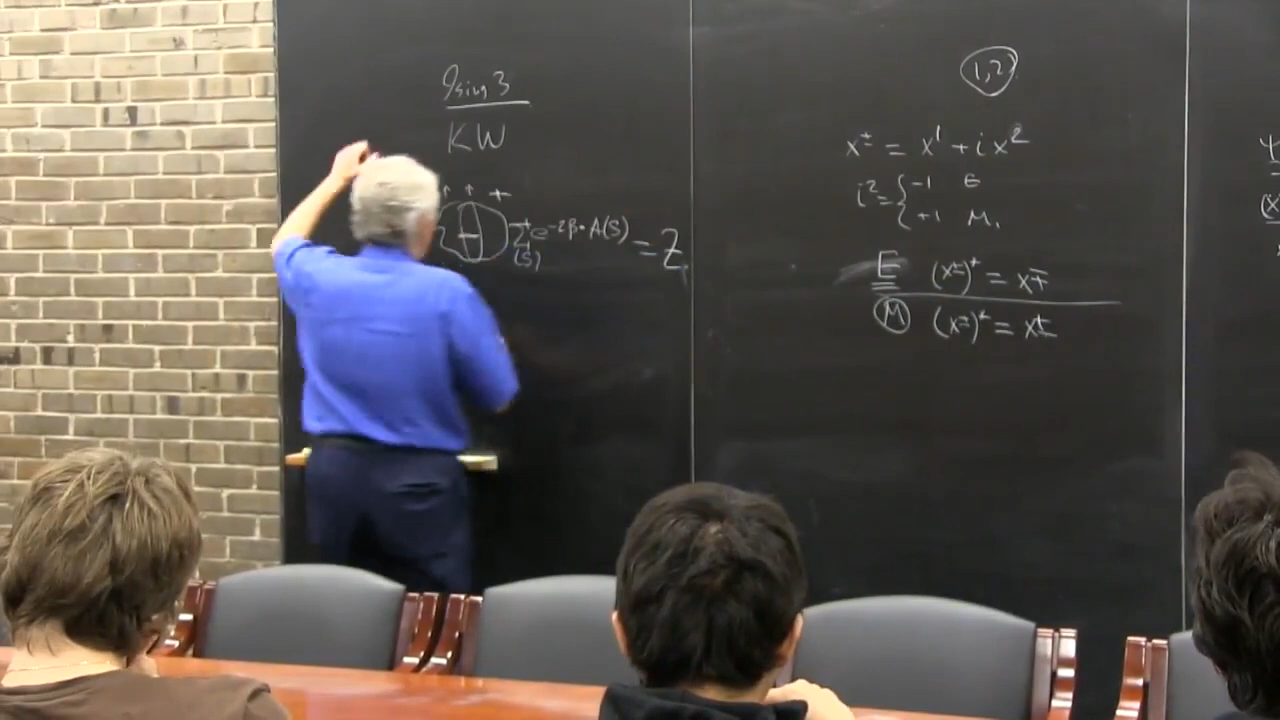 Ising 3
KW
↑ ↑ +
Σ e^{-2β·A(S)} = Z
(S)
1,2
x^± = x^1 + i x^2
i^2 = { -1 E
+1 M.
E (x^±)^* = x^∓
M (x^±)^* = x^±